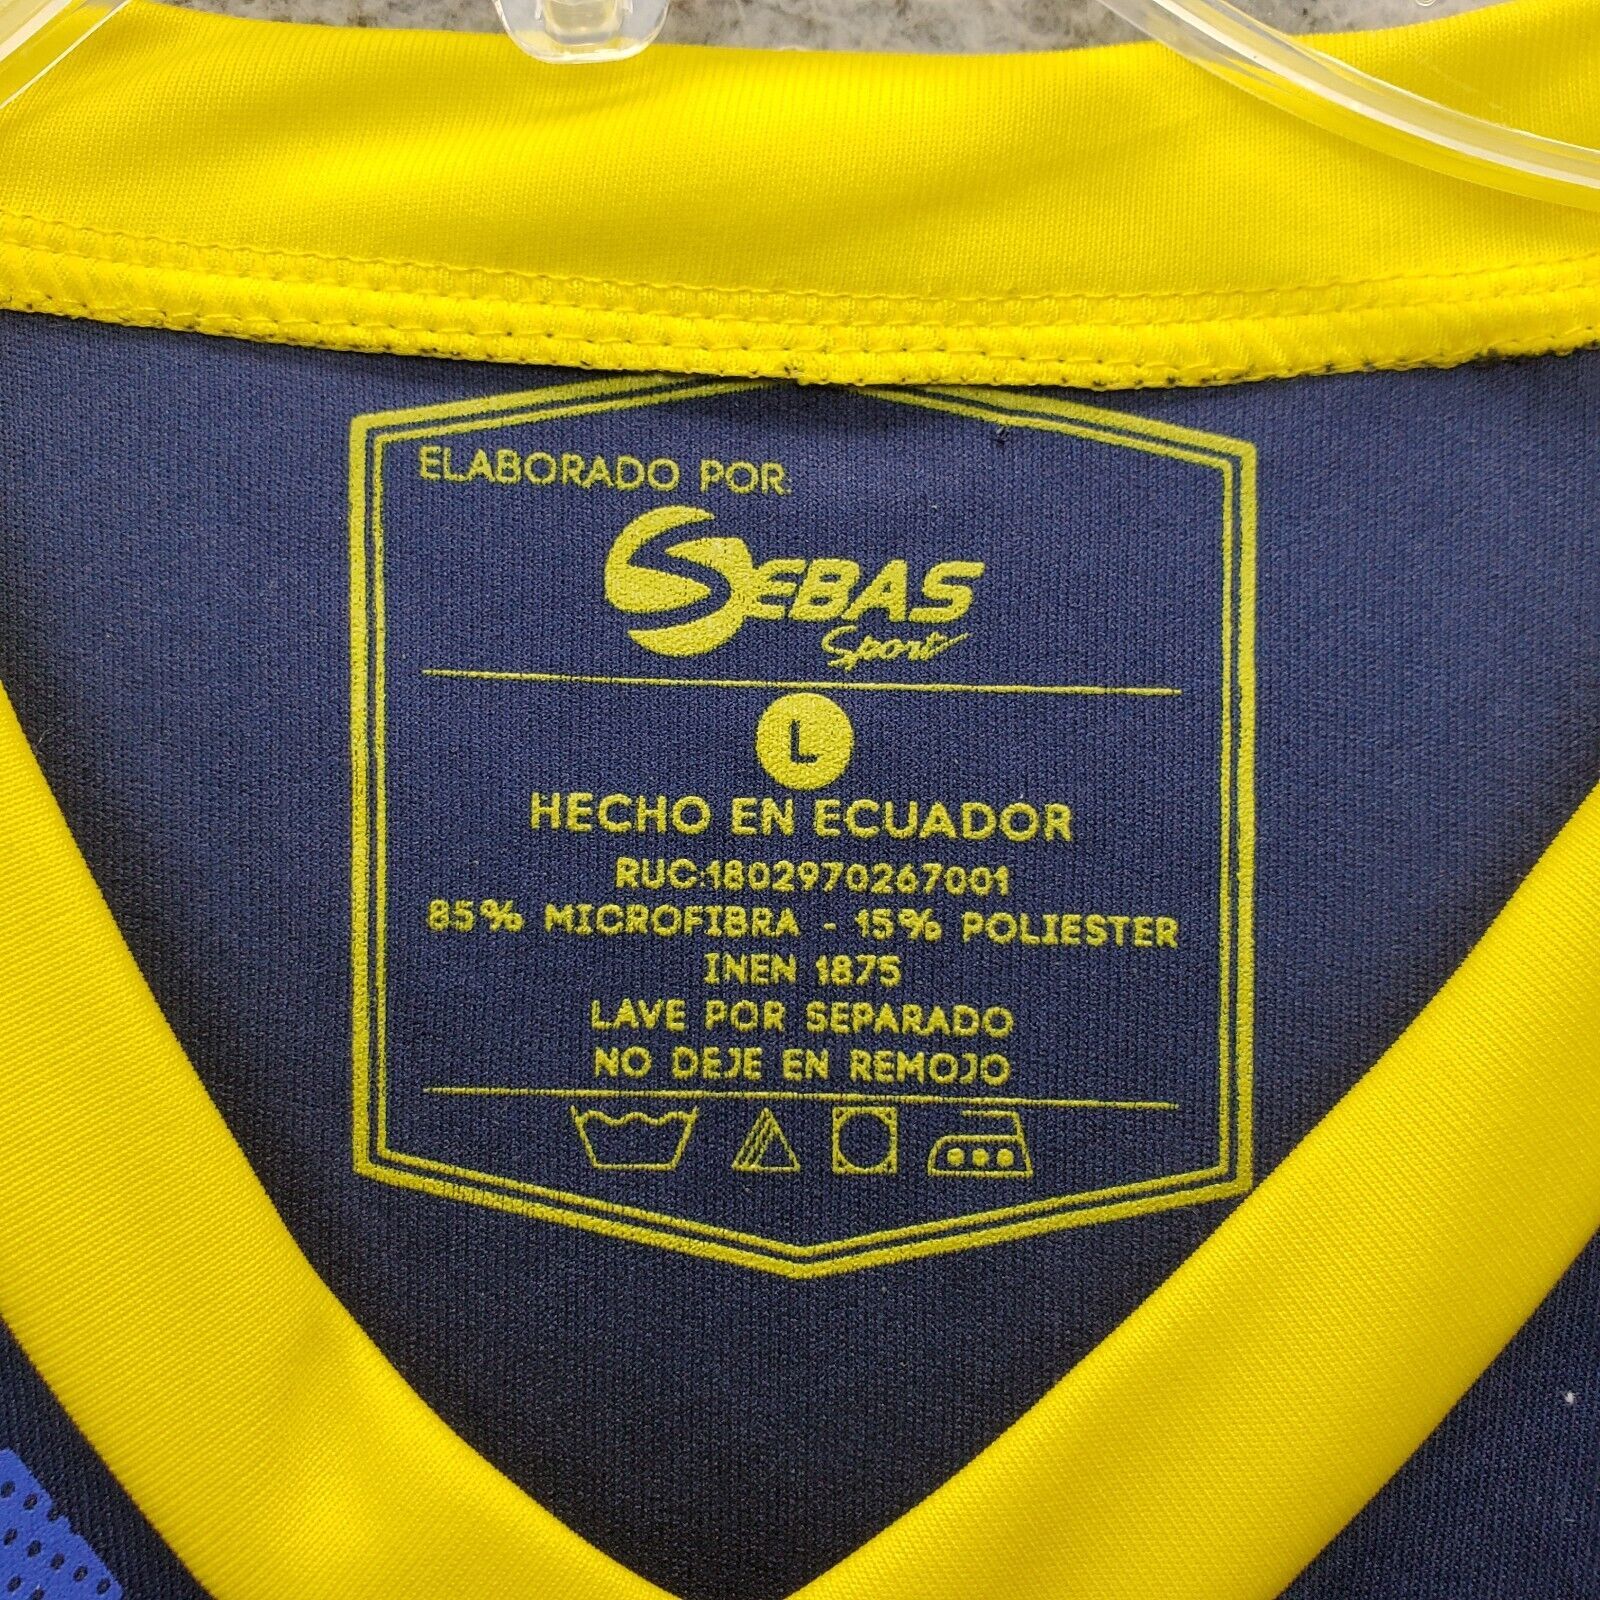 ELABORADO POR:
SEBAS
Sport
L
HECHO EN ECUADOR
RUC:1802970267001
85% MICROFIBRA - 15% POLIESTER
INEN 1875
LAVE POR SEPARADO
NO DEJE EN REMOJO